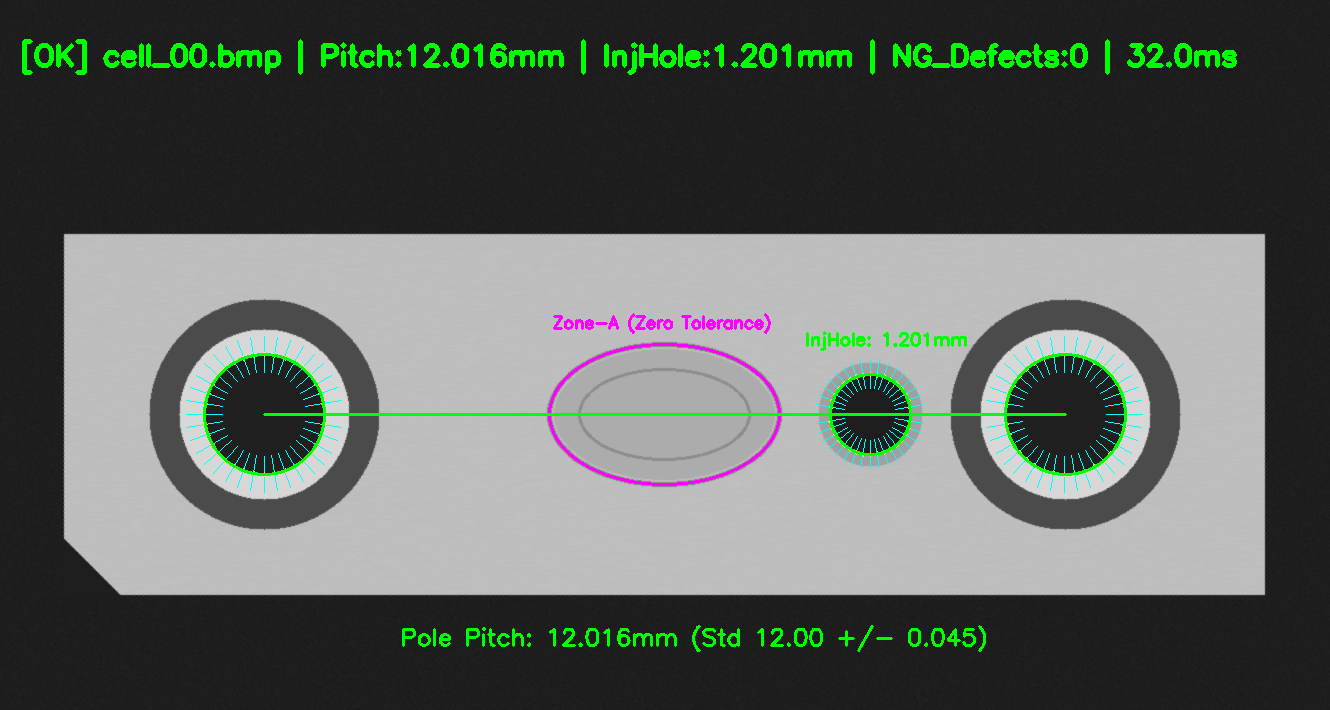 [OK] cell_00.bmp | Pitch:12.016mm | InjHole:1.201mm | NG_Defects:0 | 32.0ms
Zone-A (Zero Tolerance)
InjHole: 1.201mm
Pole Pitch: 12.016mm (Std 12.00 +/- 0.045)